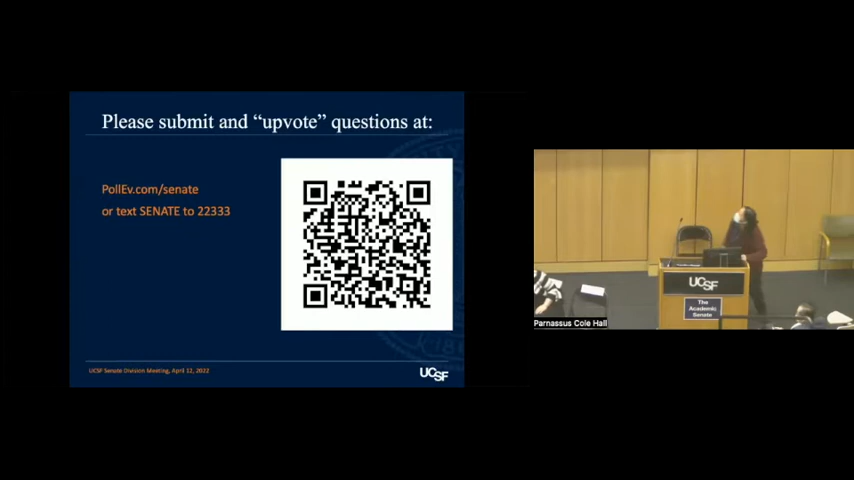 Please submit and “upvote” questions at:
PollEv.com/senate
or text SENATE to 22333
UCSF Senate Division Meeting, April 12, 2022
UCSF
UCSF
The
Academic
Senate
Parnassus Cole Hall